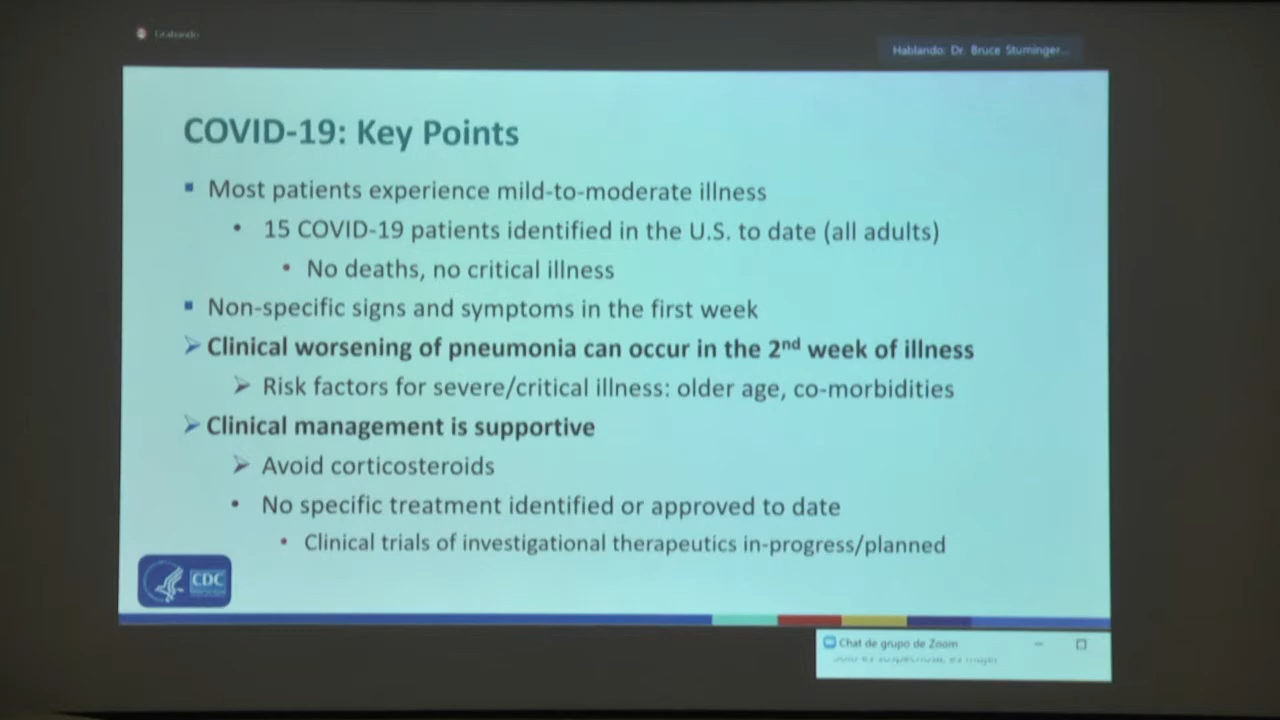 Grabando
Hablando: Dr. Bruce Stuminger...
COVID-19: Key Points
Most patients experience mild-to-moderate illness
15 COVID-19 patients identified in the U.S. to date (all adults)
No deaths, no critical illness
Non-specific signs and symptoms in the first week
Clinical worsening of pneumonia can occur in the 2nd week of illness
Risk factors for severe/critical illness: older age, co-morbidities
Clinical management is supportive
Avoid corticosteroids
No specific treatment identified or approved to date
Clinical trials of investigational therapeutics in-progress/planned
CDC
Chat de grupo de Zoom